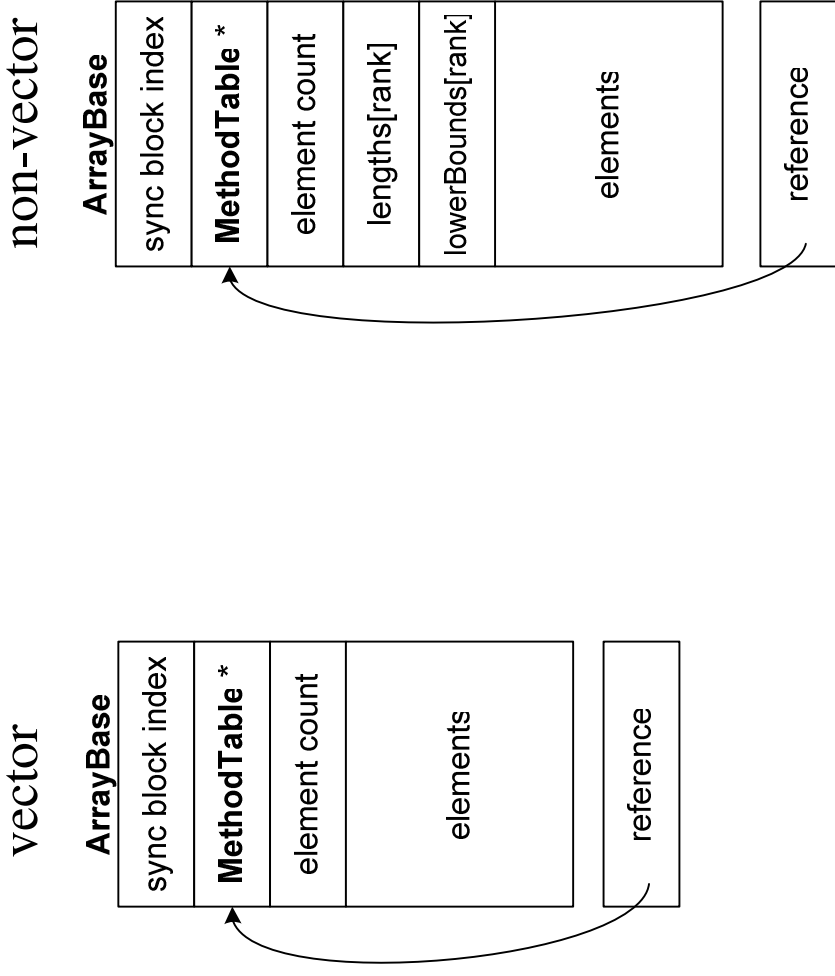 vector
ArrayBase
sync block index
MethodTable *
element count
elements
reference
non-vector
ArrayBase
sync block index
MethodTable *
element count
lengths[rank]
lowerBounds[rank]
elements
reference